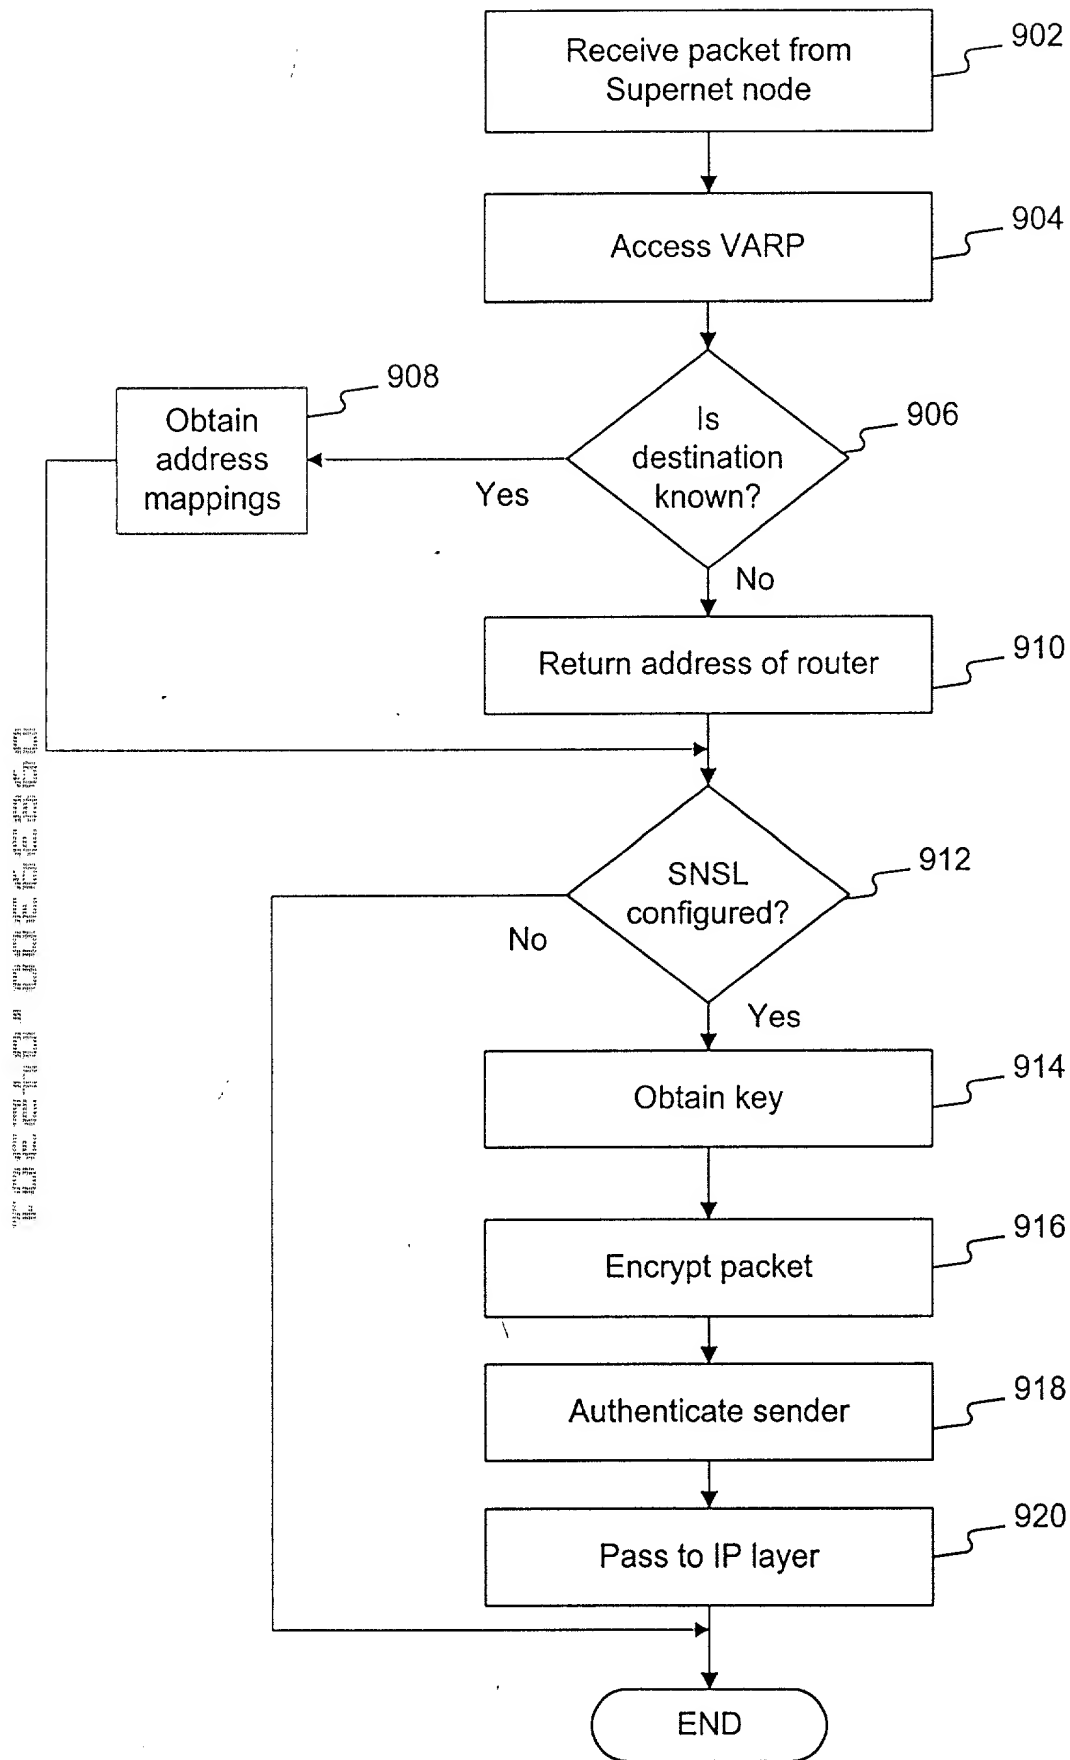 Receive packet from
Supernet node
902
Access VARP
904
908
Obtain
address
mappings
Is
destination
known?
906
Yes
No
Return address of router
910
SNSL
configured?
912
No
Yes
Obtain key
914
Encrypt packet
916
Authenticate sender
918
Pass to IP layer
920
END